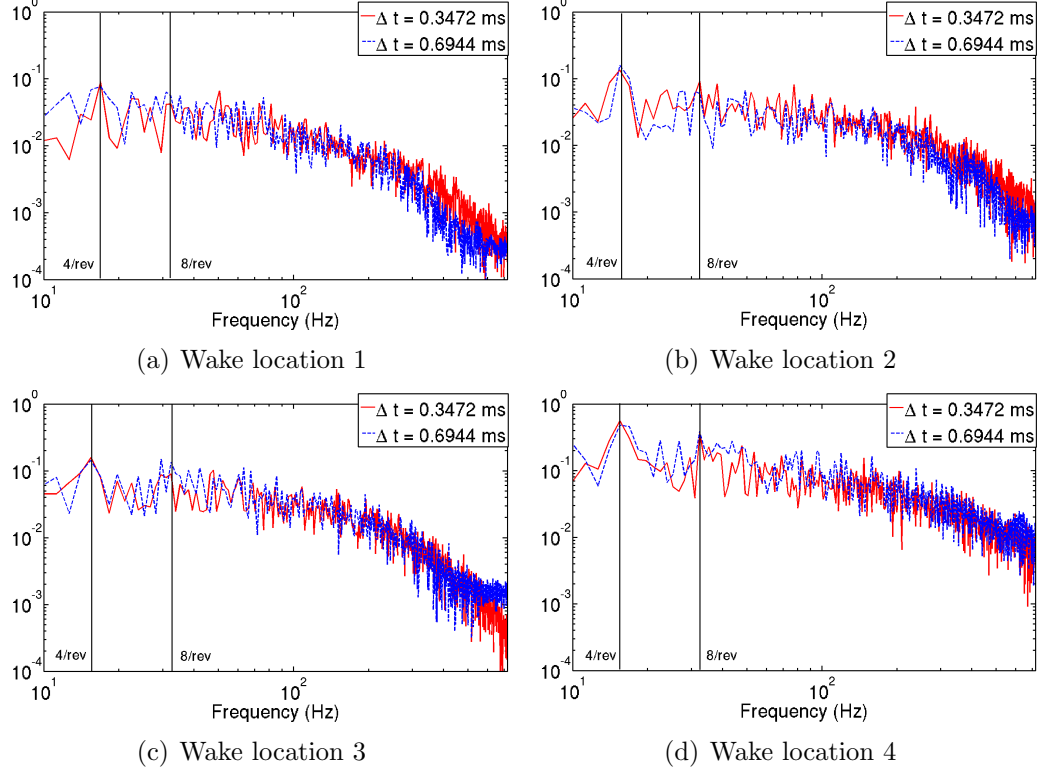 10^0
10^-1
10^-2
10^-3
10^-4
Δ t = 0.3472 ms
Δ t = 0.6944 ms
4/rev
8/rev
10^1
10^2
Frequency (Hz)
(a) Wake location 1
10^0
10^-1
10^-2
10^-3
10^-4
Δ t = 0.3472 ms
Δ t = 0.6944 ms
4/rev
8/rev
10^1
10^2
Frequency (Hz)
(b) Wake location 2
10^0
10^-1
10^-2
10^-3
10^-4
Δ t = 0.3472 ms
Δ t = 0.6944 ms
4/rev
8/rev
10^1
10^2
Frequency (Hz)
(c) Wake location 3
10^0
10^-1
10^-2
10^-3
10^-4
Δ t = 0.3472 ms
Δ t = 0.6944 ms
4/rev
8/rev
10^1
10^2
Frequency (Hz)
(d) Wake location 4